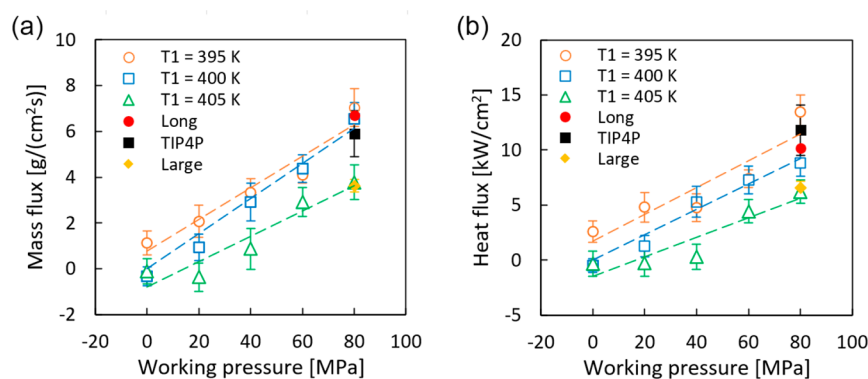 (a)
10
8
6
4
2
0
-2
Mass flux [g/(cm²s)]
T1 = 395 K
T1 = 400 K
T1 = 405 K
Long
TIP4P
Large
-20 0 20 40 60 80 100
Working pressure [MPa]
(b)
20
15
10
5
0
-5
Heat flux [kW/cm²]
T1 = 395 K
T1 = 400 K
T1 = 405 K
Long
TIP4P
Large
-20 0 20 40 60 80 100
Working pressure [MPa]